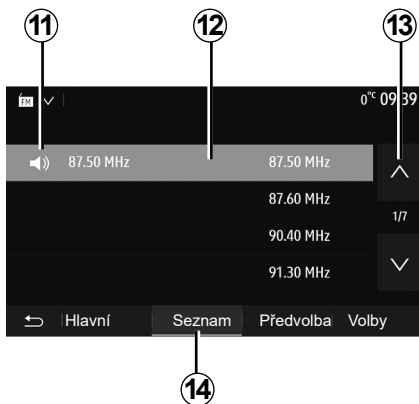 11 12 13
FM 0°C 09:39
87.50 MHz 87.50 MHz
87.60 MHz
1/7
90.40 MHz
91.30 MHz
Hlavní Seznam Předvolba Volby
14